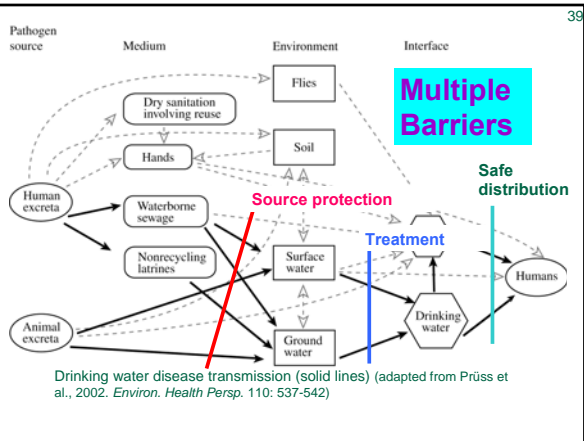 39
Pathogen
source
Medium
Environment
Interface
Flies
Multiple
Barriers
Dry sanitation
involving reuse
Soil
Hands
Safe
distribution
Human
excreta
Waterborne
sewage
Source protection
Treatment
Nonrecycling
latrines
Surface
water
Humans
Drinking
water
Animal
excreta
Ground
water
Drinking water disease transmission (solid lines) (adapted from Prüss et
al., 2002. Environ. Health Persp. 110: 537-542)